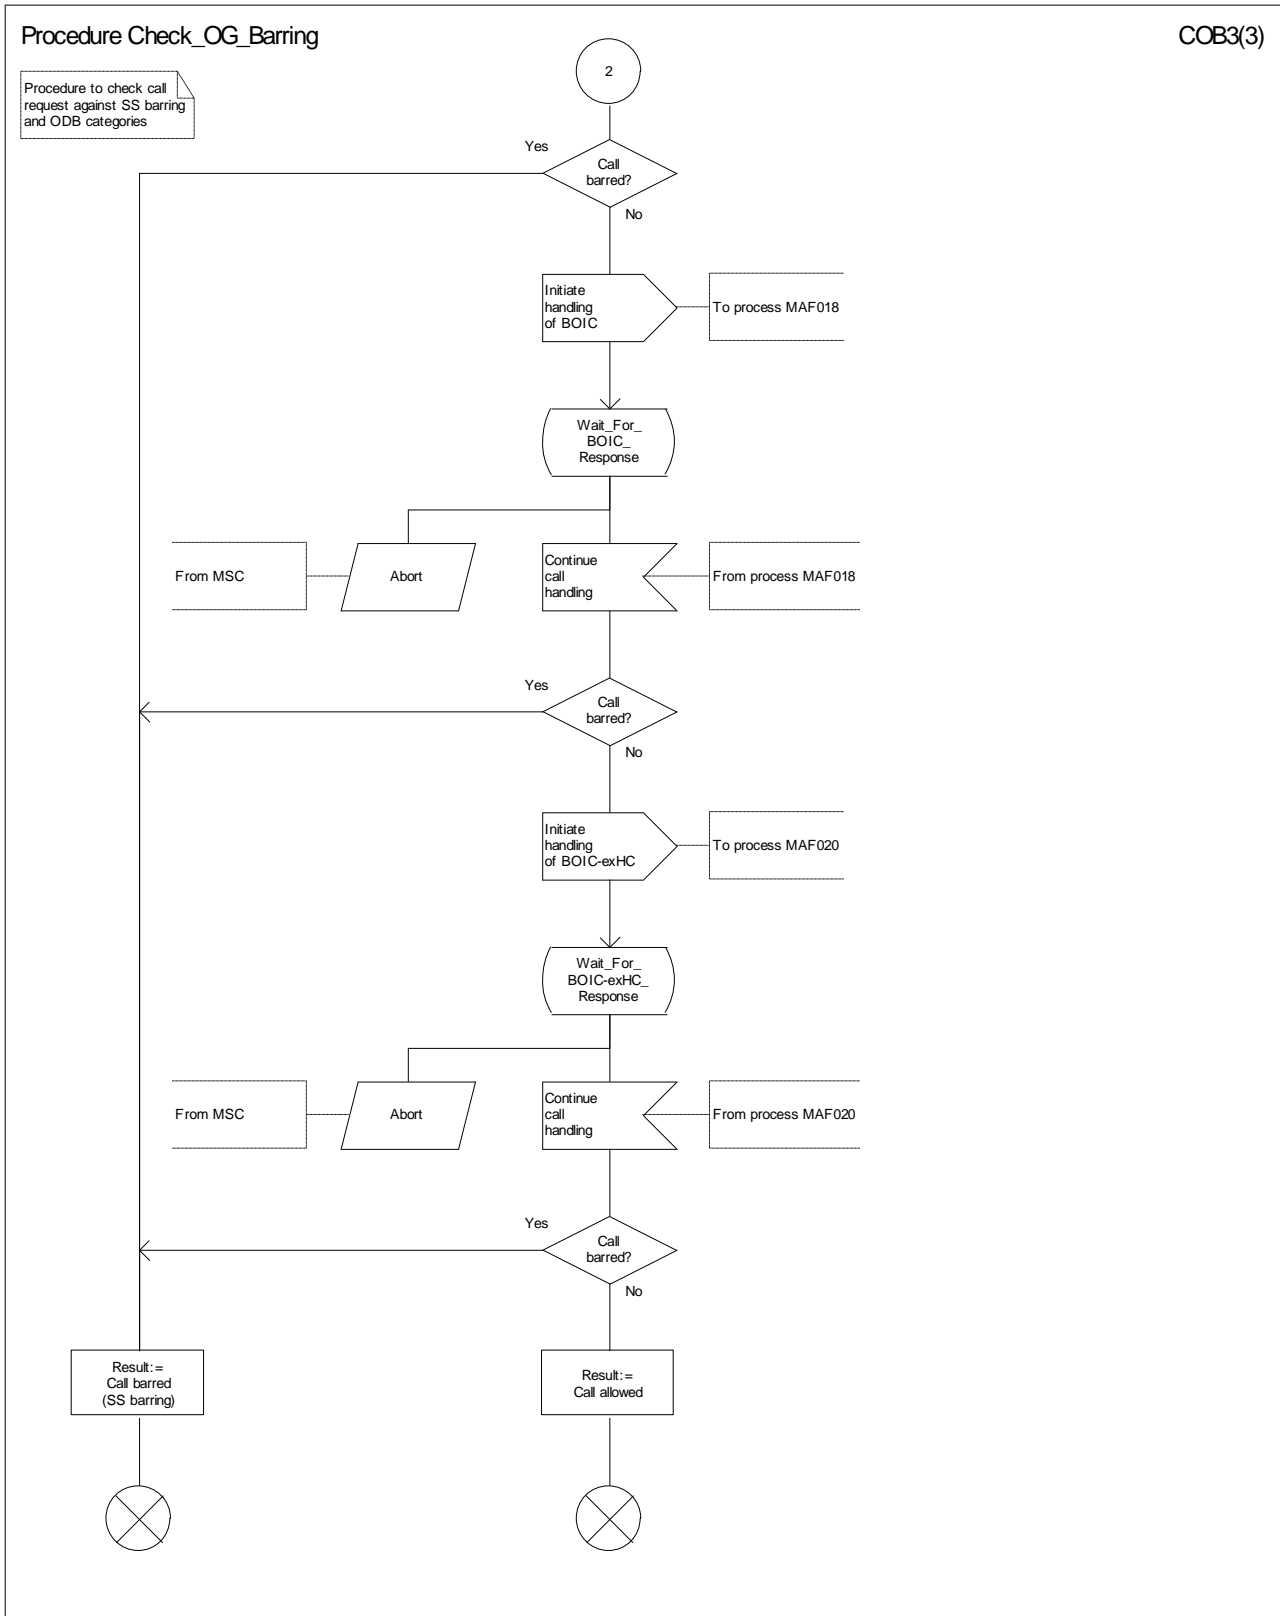 Procedure Check_OG_Barring
COB3(3)
Procedure to check call
request against SS barring
and ODB categories
2
Yes
Call
barred?
No
Initiate
handling
of BOIC
To process MAF018
Wait_For_
BOIC_
Response
From MSC
Abort
Continue
call
handling
From process MAF018
Yes
Call
barred?
No
Initiate
handling
of BOIC-exHC
To process MAF020
Wait_For_
BOIC-exHC_
Response
From MSC
Abort
Continue
call
handling
From process MAF020
Yes
Call
barred?
No
Result:=
Call barred
(SS barring)
Result:=
Call allowed